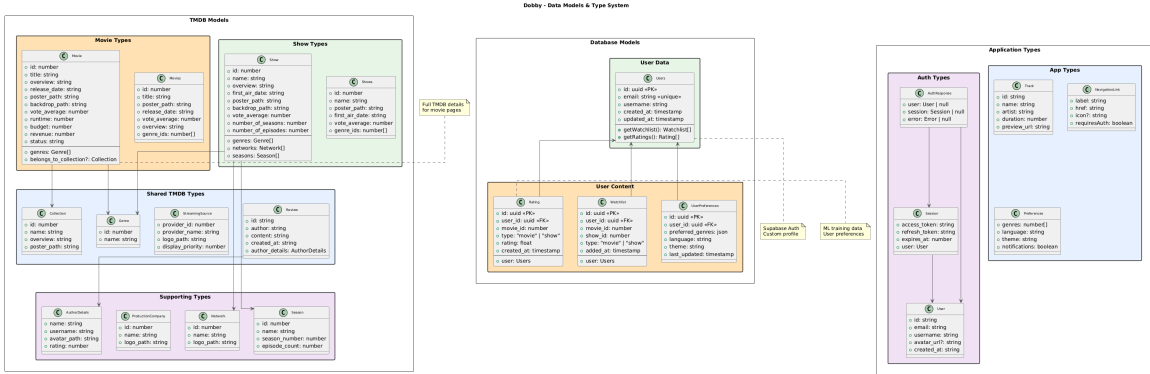 Dobby - Data Models & Type System
TMDB Models
Movie Types
C Movie
id: number
title: string
overview: string
release_date: string
poster_path: string
backdrop_path: string
vote_average: number
runtime: number
budget: number
revenue: number
status: string
genres: Genre[]
belongs_to_collection?: Collection
C Movies
id: number
title: string
poster_path: string
release_date: string
vote_average: number
overview: string
genre_ids: number[]
Show Types
C Show
id: number
name: string
overview: string
first_air_date: string
poster_path: string
backdrop_path: string
vote_average: number
number_of_seasons: number
number_of_episodes: number
genres: Genre[]
networks: Network[]
seasons: Season[]
C Shows
id: number
name: string
poster_path: string
first_air_date: string
vote_average: number
genre_ids: number[]
Full TMDB details
for movie pages
Shared TMDB Types
C Collection
id: number
name: string
overview: string
poster_path: string
C Genre
id: number
name: string
C StreamingSource
provider_id: number
provider_name: string
logo_path: string
display_priority: number
C Review
id: string
author: string
content: string
created_at: string
author_details: AuthorDetails
Supporting Types
C AuthorDetails
name: string
username: string
avatar_path: string
rating: number
C ProductionCompany
id: number
name: string
logo_path: string
C Network
id: number
name: string
logo_path: string
C Season
id: number
name: string
season_number: number
episode_count: number
Database Models
User Data
C Users
id: uuid «PK»
email: string «unique»
username: string
created_at: timestamp
updated_at: timestamp
getWatchlist(): Watchlist[]
getRatings(): Rating[]
User Content
C Rating
id: uuid «PK»
user_id: uuid «FK»
movie_id: number
type: "movie" | "show"
rating: float
created_at: timestamp
user: Users
C Watchlist
id: uuid «PK»
user_id: uuid «FK»
movie_id: number
show_id: number
type: "movie" | "show"
added_at: timestamp
user: Users
C UserPreferences
id: uuid «PK»
user_id: uuid «FK»
preferred_genres: json
language: string
theme: string
last_updated: timestamp
Supabase Auth
Custom profile
ML training data
User preferences
Application Types
Auth Types
C AuthResponse
user: User | null
session: Session | null
error: Error | null
C Session
access_token: string
refresh_token: string
expires_at: number
user: User
C User
id: string
email: string
username: string
avatar_url?: string
created_at: string
App Types
C Track
id: string
name: string
artist: string
duration: number
preview_url: string
C NavigationLink
label: string
href: string
icon?: string
requiresAuth: boolean
C Preferences
genres: number[]
language: string
theme: string
notifications: boolean